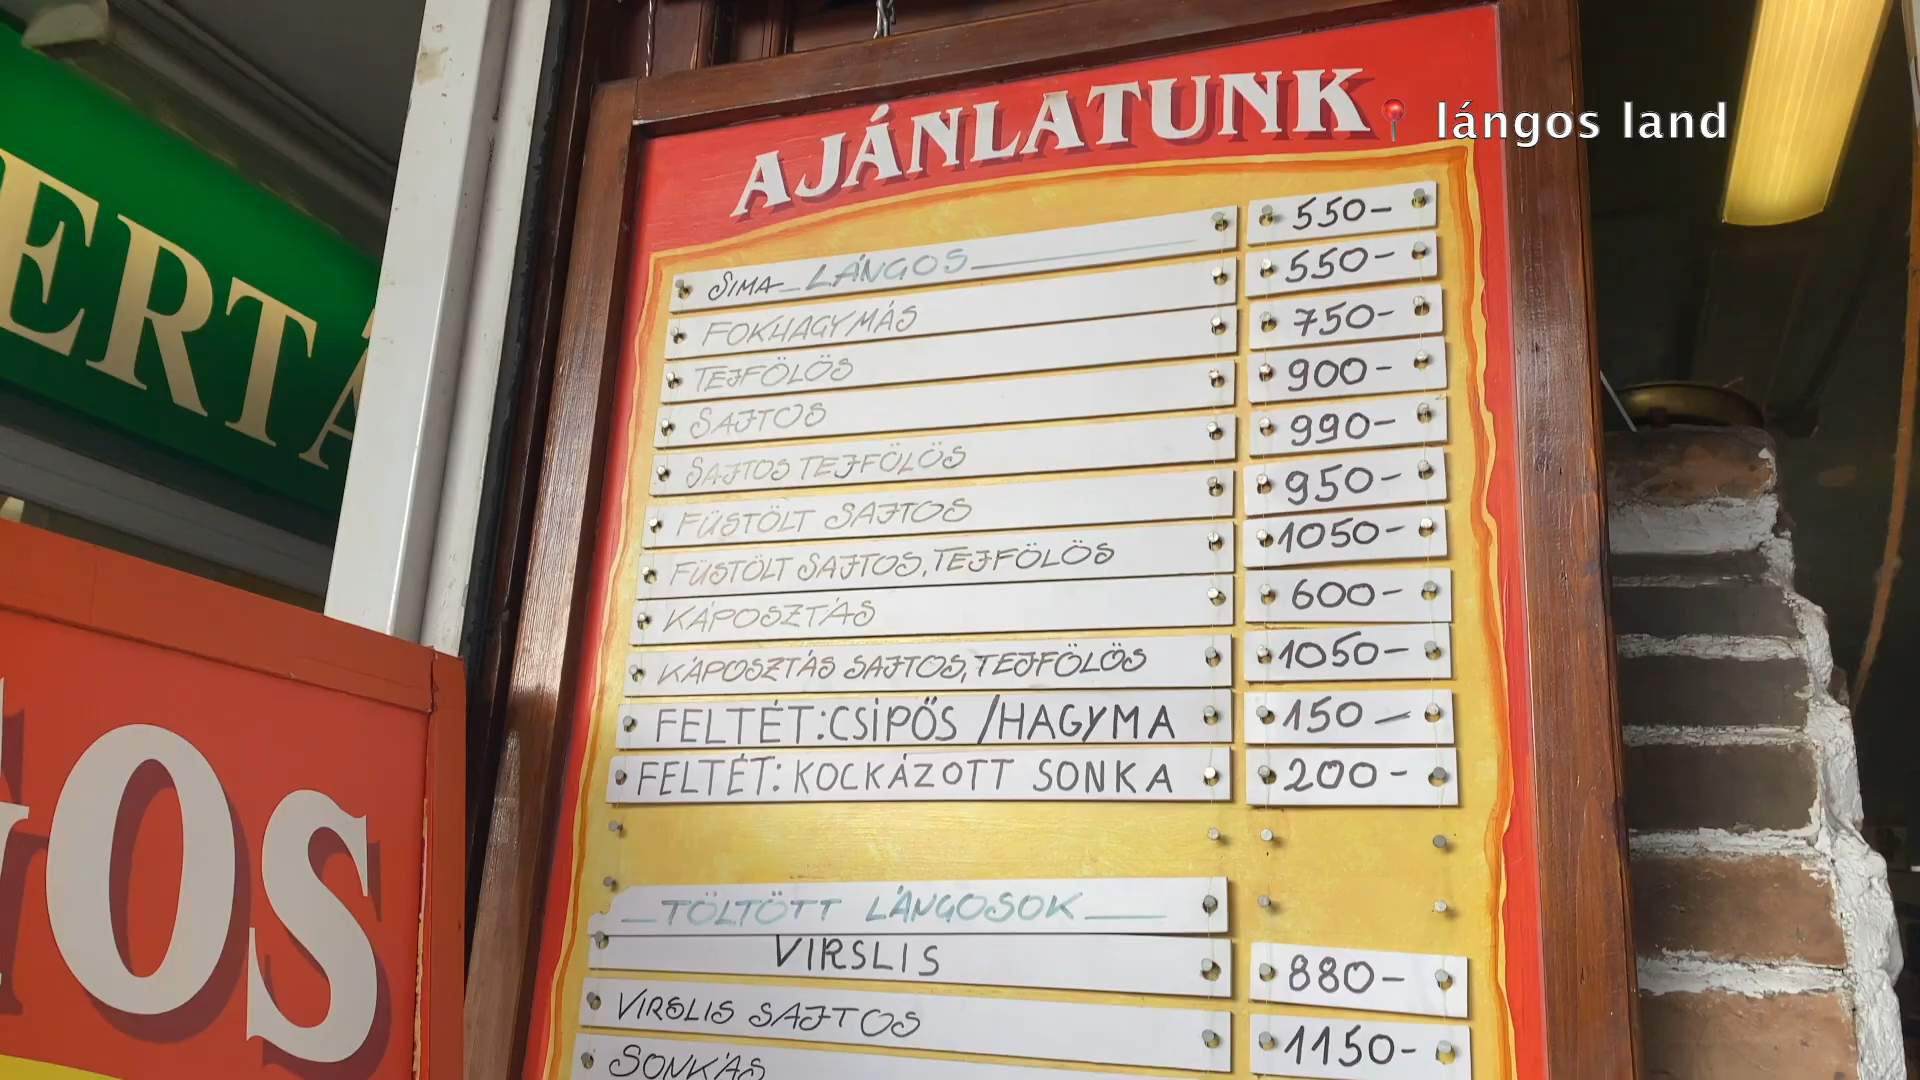 AJÁNLATUNK
📍 lángos land
SIMA LÁNGOS 550-
FOKHAGYMÁS 550-
TEJFÖLÖS 750-
SAJTOS 900-
SAJTOS TEJFÖLÖS 990-
FÜSTÖLT SAJTOS 950-
FÜSTÖLT SAJTOS, TEJFÖLÖS 1050-
KÁPOSZTÁS 600-
KÁPOSZTÁS SAJTOS, TEJFÖLÖS 1050-
FELTÉT: CSÍPŐS / HAGYMA 150-
FELTÉT: KOCKÁZOTT SONKA 200-
TÖLTÖTT LÁNGOSOK
VIRSLIS 880-
VIRSLIS SAJTOS 1150-
SONKÁS
ERTÁ
GOS